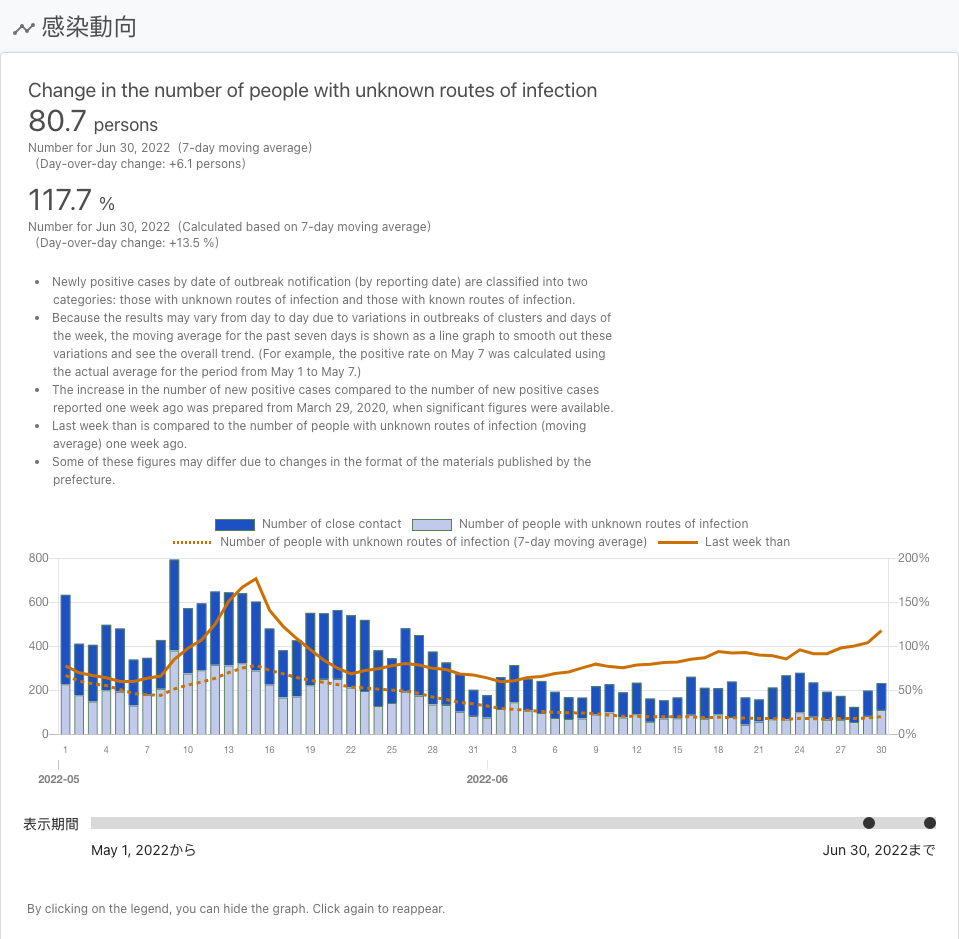 感染動向
Change in the number of people with unknown routes of infection
80.7 persons
Number for Jun 30, 2022 (7-day moving average)
(Day-over-day change: +6.1 persons)
117.7 %
Number for Jun 30, 2022 (Calculated based on 7-day moving average)
(Day-over-day change: +13.5 %)
• Newly positive cases by date of outbreak notification (by reporting date) are classified into two
categories: those with unknown routes of infection and those with known routes of infection.
• Because the results may vary from day to day due to variations in outbreaks of clusters and days of
the week, the moving average for the past seven days is shown as a line graph to smooth out these
variations and see the overall trend. (For example, the positive rate on May 7 was calculated using
the actual average for the period from May 1 to May 7.)
• The increase in the number of new positive cases compared to the number of new positive cases
reported one week ago was prepared from March 29, 2020, when significant figures were available.
• Last week than is compared to the number of people with unknown routes of infection (moving
average) one week ago.
• Some of these figures may differ due to changes in the format of the materials published by the
prefecture.
Number of close contact Number of people with unknown routes of infection
Number of people with unknown routes of infection (7-day moving average) Last week than
800 200%
600 150%
400 100%
200 50%
0 0%
1 4 7 10 13 16 19 22 25 28 31 3 6 9 12 15 18 21 24 27 30
2022-05 2022-06
表示期間
May 1, 2022から Jun 30, 2022まで
By clicking on the legend, you can hide the graph. Click again to reappear.